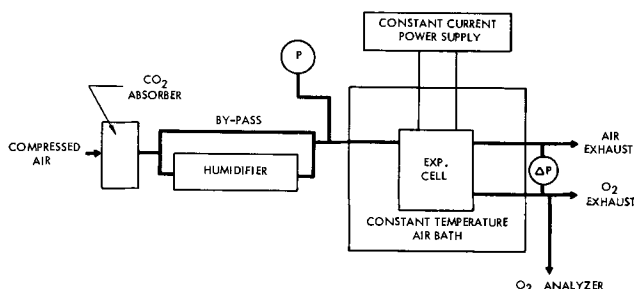 CONSTANT CURRENT
POWER SUPPLY
P
CO2
ABSORBER
BY-PASS
COMPRESSED
AIR
HUMIDIFIER
EXP.
CELL
AIR
EXHAUST
ΔP
O2
EXHAUST
CONSTANT TEMPERATURE
AIR BATH
O2 ANALYZER